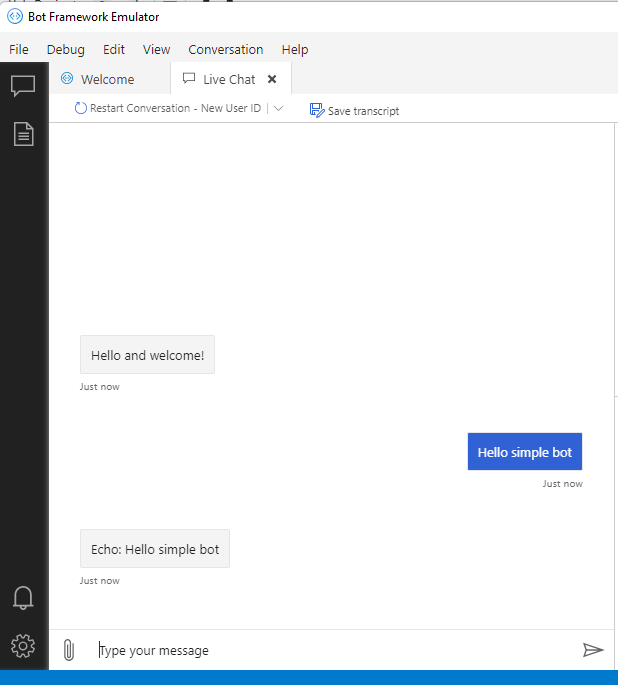 Bot Framework Emulator
File Debug Edit View Conversation Help
Welcome Live Chat
Restart Conversation - New User ID Save transcript
Hello and welcome!
Just now
Hello simple bot
Just now
Echo: Hello simple bot
Just now
Type your message